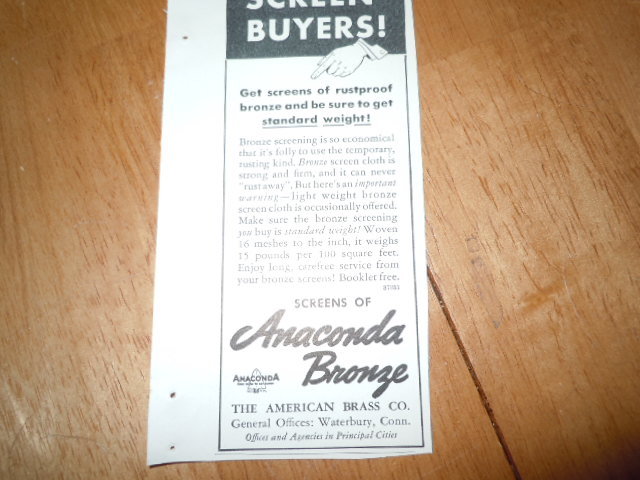 SCREEN
BUYERS!
Get screens of rustproof
bronze and be sure to get
standard weight!
Bronze screening is so economical
that it's folly to use the temporary,
rusting kind. Bronze screen cloth is
strong and firm, and it can never
"rust away". But here's an important
warning—light weight bronze
screen cloth is occasionally offered.
Make sure the bronze screening
you buy is standard weight! Woven
16 meshes to the inch, it weighs
15 pounds per 100 square feet.
Enjoy long, carefree service from
your bronze screens! Booklet free.
SCREENS OF
Anaconda
Bronze
ANACONDA
THE AMERICAN BRASS CO.
General Offices: Waterbury, Conn.
Offices and Agencies in Principal Cities